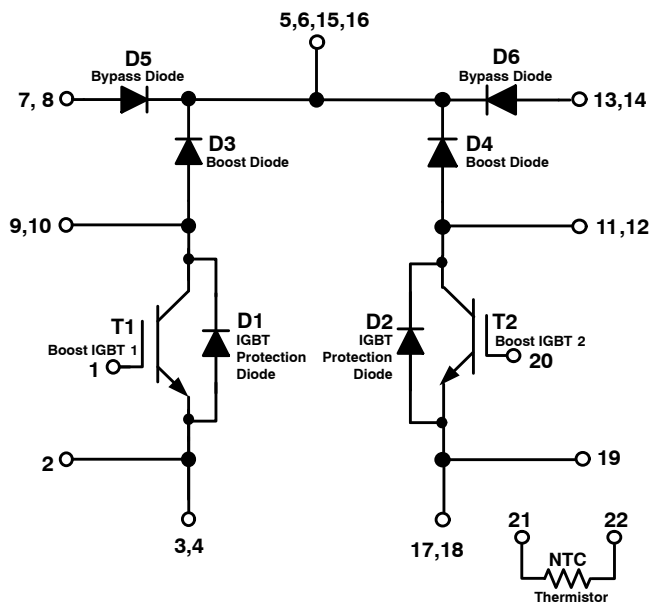 5,6,15,16
D5
Bypass Diode
D6
Bypass Diode
7, 8
13,14
D3
Boost Diode
D4
Boost Diode
9,10
11,12
T1
Boost IGBT 1
1
D1
IGBT
Protection
Diode
D2
IGBT
Protection
Diode
T2
Boost IGBT 2
20
2
19
3,4
17,18
21
22
NTC
Thermistor